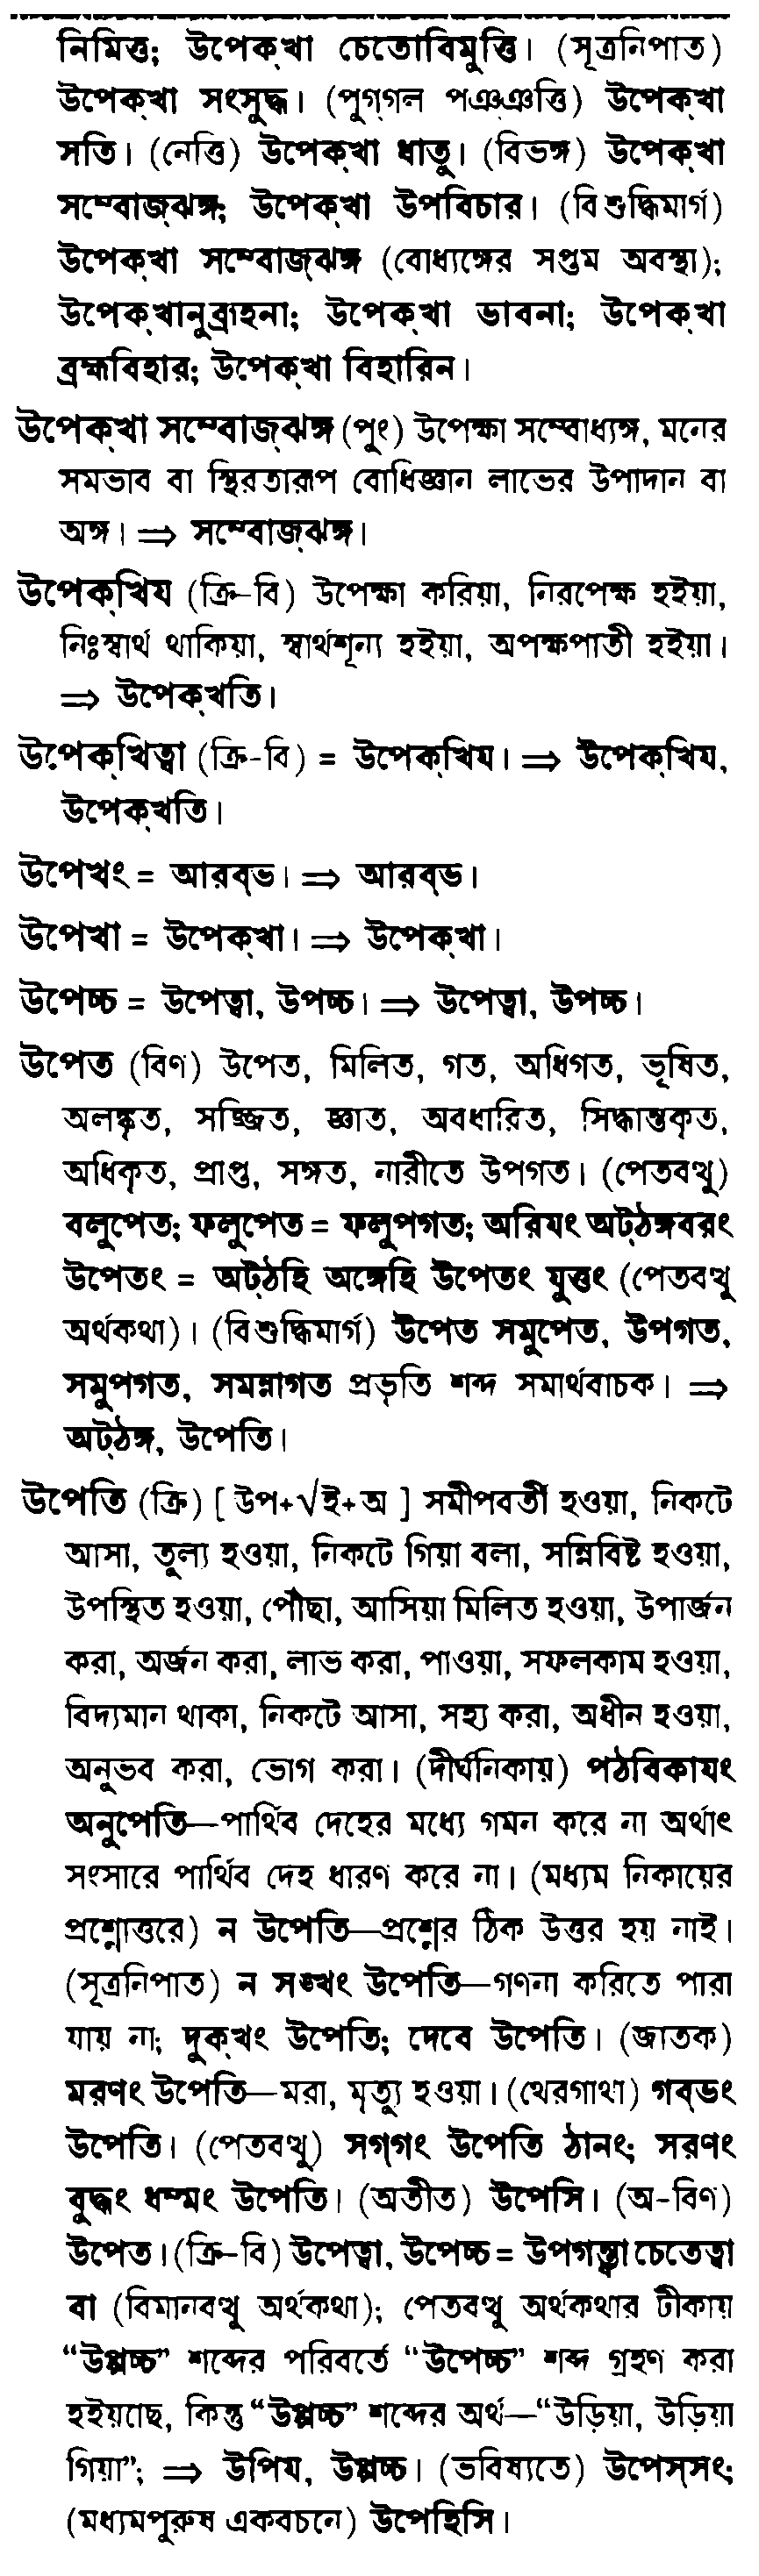 নিমিত্ত; উপেক্‌খা চেতোবিমুত্তি। (সূত্রনিপাত)
উপেক্‌খা সংসুদ্ধ। (পুগ্‌গল পঞ্‌ঞত্তি) উপেক্‌খা
সতি। (নেত্তি) উপেক্‌খা ধাতু। (বিভঙ্গ) উপেক্‌খা
সম্বোজ্‌ঝঙ্গ; উপেক্‌খা উপবিচার। (বিশুদ্ধিমার্গ)
উপেক্‌খা সম্বোজ্‌ঝঙ্গ (বোধ্যঙ্গের সপ্তম অবস্থা);
উপেক্‌খানুব্রূহনা; উপেক্‌খা ভাবনা; উপেক্‌খা
ব্রহ্মবিহার; উপেক্‌খা বিহারিন।
উপেক্‌খা সম্বোজ্‌ঝঙ্গ (পুং) উপেক্ষা সম্বোধ্যঙ্গ, মনের
সমভাব বা স্থিরতারূপ বোধিজ্ঞান লাভের উপাদান বা
অঙ্গ। ⇒ সম্বোজ্‌ঝঙ্গ।
উপেক্‌খিয (ক্রি-বি) উপেক্ষা করিয়া, নিরপেক্ষ হইয়া,
নিঃস্বার্থ থাকিয়া, স্বার্থশূন্য হইয়া, অপক্ষপাতী হইয়া।
⇒ উপেক্‌খতি।
উপেক্‌খিত্বা (ক্রি-বি) = উপেক্‌খিয। ⇒ উপেক্‌খিয,
উপেক্‌খতি।
উপেখং = আরব্‌ভ। ⇒ আরব্‌ভ।
উপেখা = উপেক্‌খা। ⇒ উপেক্‌খা।
উপেচ্চ = উপেত্বা, উপচ্চ। ⇒ উপেত্বা, উপচ্চ।
উপেত (বিণ) উপেত, মিলিত, গত, অধিগত, ভূষিত,
অলঙ্কৃত, সজ্জিত, জ্ঞাত, অবধারিত, সিদ্ধান্তকৃত,
অধিকৃত, প্রাপ্ত, সঙ্গত, নারীতে উপগত। (পেতবত্থু)
বলুপেত; ফলুপেত = ফলুপগত; অরিযং অট্‌ঠঙ্গবরং
উপেতং = অট্‌ঠহি অঙ্গেহি উপেতং যুত্তং (পেতবত্থু
অর্থকথা)। (বিশুদ্ধিমার্গ) উপেত সমুপেত, উপগত,
সমুপগত, সমন্নাগত প্রভৃতি শব্দ সমার্থবাচক। ⇒
অট্‌ঠঙ্গ, উপেতি।
উপেতি (ক্রি) [ উপ+√ই+অ ] সমীপবর্তী হওয়া, নিকটে
আসা, তুল্য হওয়া, নিকটে গিয়া বলা, সন্নিবিষ্ট হওয়া,
উপস্থিত হওয়া, পৌঁছা, আসিয়া মিলিত হওয়া, উপার্জন
করা, অর্জন করা, লাভ করা, পাওয়া, সফলকাম হওয়া,
বিদ্যমান থাকা, নিকটে আসা, সহ্য করা, অধীন হওয়া,
অনুভব করা, ভোগ করা। (দীর্ঘনিকায়) পঠবিকাযং
অনুপেতি—পার্থিব দেহের মধ্যে গমন করে না অর্থাৎ
সংসারে পার্থিব দেহ ধারণ করে না। (মধ্যম নিকায়ের
প্রশ্নোত্তরে) ন উপেতি—প্রশ্নের ঠিক উত্তর হয় নাই।
(সূত্রনিপাত) ন সঙ্খং উপেতি—গণনা করিতে পারা
যায় না; দুক্‌খং উপেতি; দেবে উপেতি। (জাতক)
মরণং উপেতি—মরা, মৃত্যু হওয়া। (থেরগাথা) গব্‌ভং
উপেতি। (পেতবত্থু) সগ্‌গং উপেতি ঠানং; সরণং
বুদ্ধং ধম্মং উপেতি। (অতীত) উপেসি। (অ-বিণ)
উপেত। (ক্রি-বি) উপেত্বা, উপেচ্চ = উপগন্ত্বা চেতেত্বা
বা (বিমানবত্থু অর্থকথা); পেতবত্থু অর্থকথার টীকায়
“উপ্পচ্চ” শব্দের পরিবর্তে “উপেচ্চ” শব্দ গ্রহণ করা
হইয়াছে, কিন্তু “উপ্পচ্চ” শব্দের অর্থ—“উড়িয়া, উড়িয়া
গিয়া”; ⇒ উপিয, উপ্পচ্চ। (ভবিষ্যতে) উপেস্‌সং;
(মধ্যমপুরুষ একবচনে) উপেহিসি।